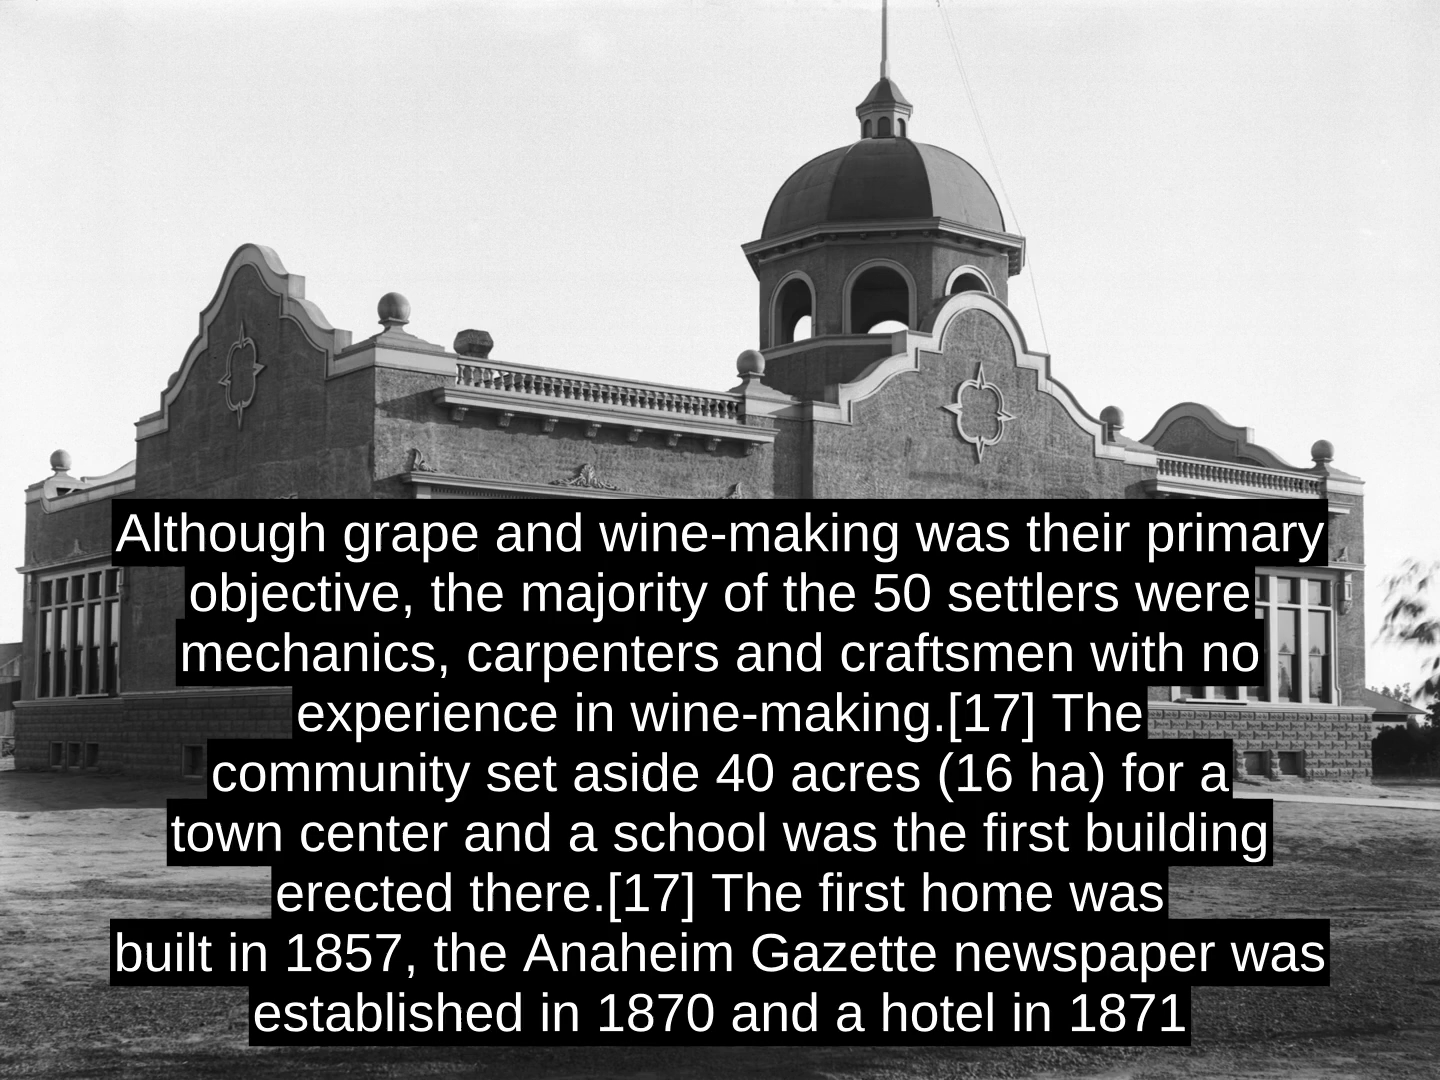 Although grape and wine-making was their primary
objective, the majority of the 50 settlers were
mechanics, carpenters and craftsmen with no
experience in wine-making.[17] The
community set aside 40 acres (16 ha) for a
town center and a school was the first building
erected there.[17] The first home was
built in 1857, the Anaheim Gazette newspaper was
established in 1870 and a hotel in 1871